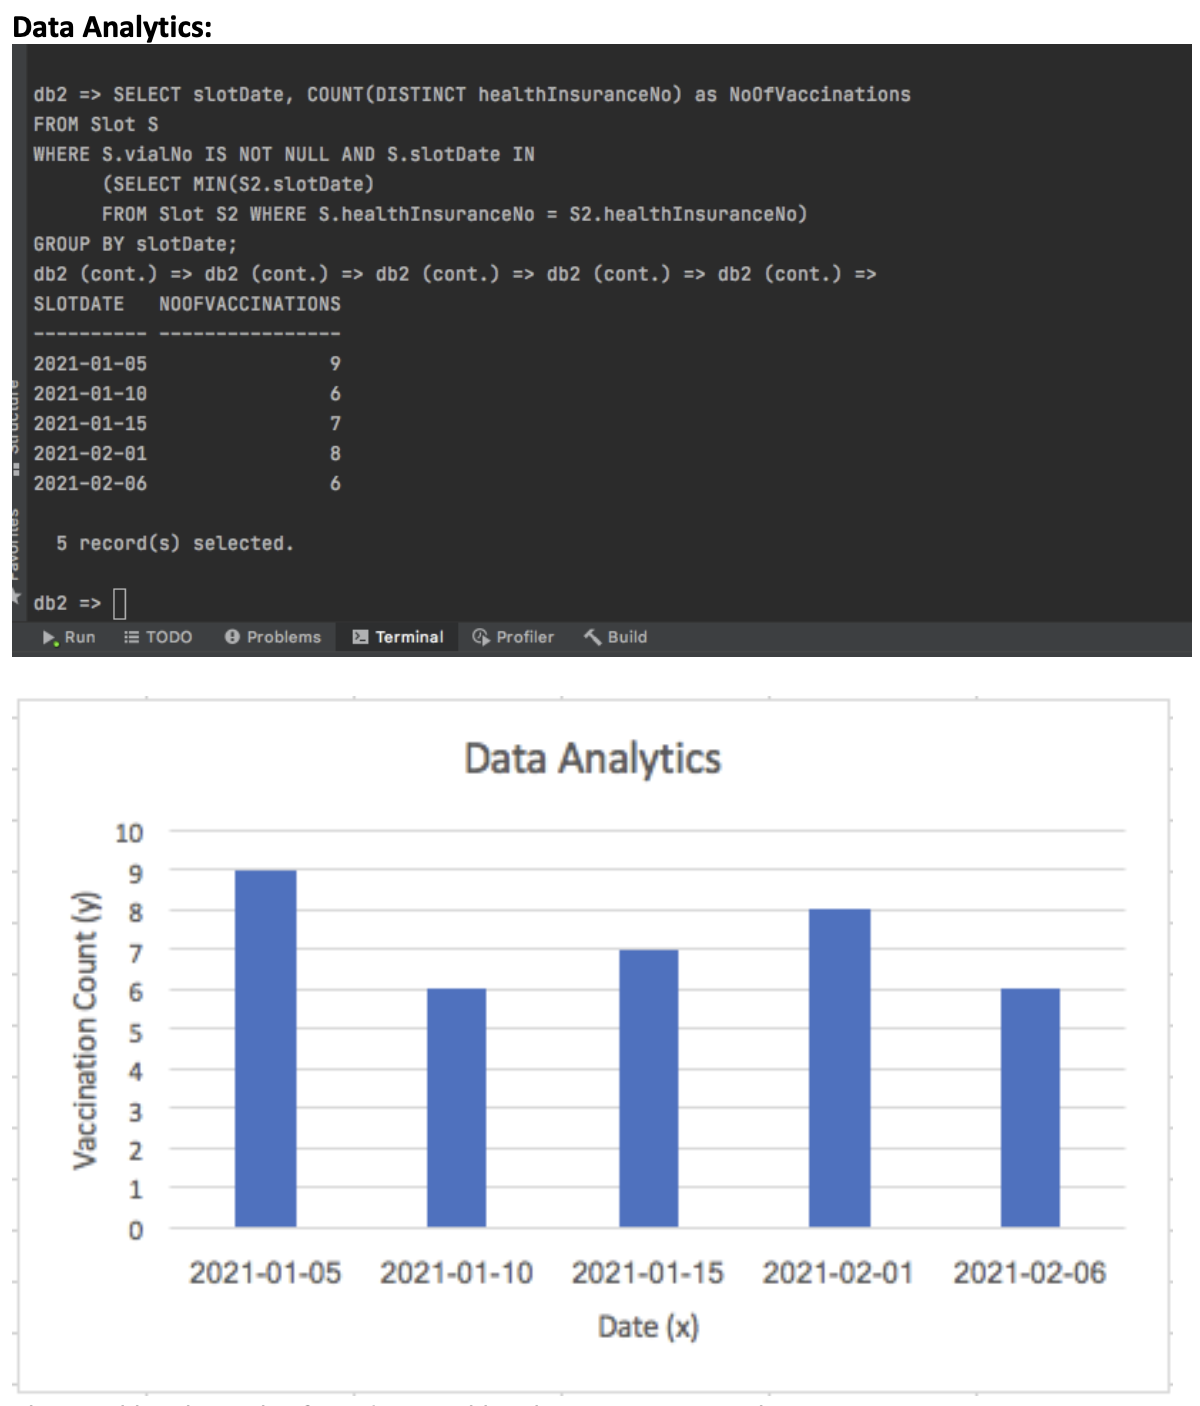 Data Analytics:
db2 => SELECT slotDate, COUNT(DISTINCT healthInsuranceNo) as NoOfVaccinations
FROM Slot S
WHERE S.vialNo IS NOT NULL AND S.slotDate IN
(SELECT MIN(S2.slotDate)
FROM Slot S2 WHERE S.healthInsuranceNo = S2.healthInsuranceNo)
GROUP BY slotDate;
db2 (cont.) => db2 (cont.) => db2 (cont.) => db2 (cont.) => db2 (cont.) =>
SLOTDATE NOOFVACCINATIONS
---------- ----------------
2021-01-05 9
2021-01-10 6
2021-01-15 7
2021-02-01 8
2021-02-06 6
5 record(s) selected.
db2 =>
Structure
Favorites
Run TODO Problems Terminal Profiler Build
Data Analytics
Vaccination Count (y)
10
9
8
7
6
5
4
3
2
1
0
2021-01-05 2021-01-10 2021-01-15 2021-02-01 2021-02-06
Date (x)